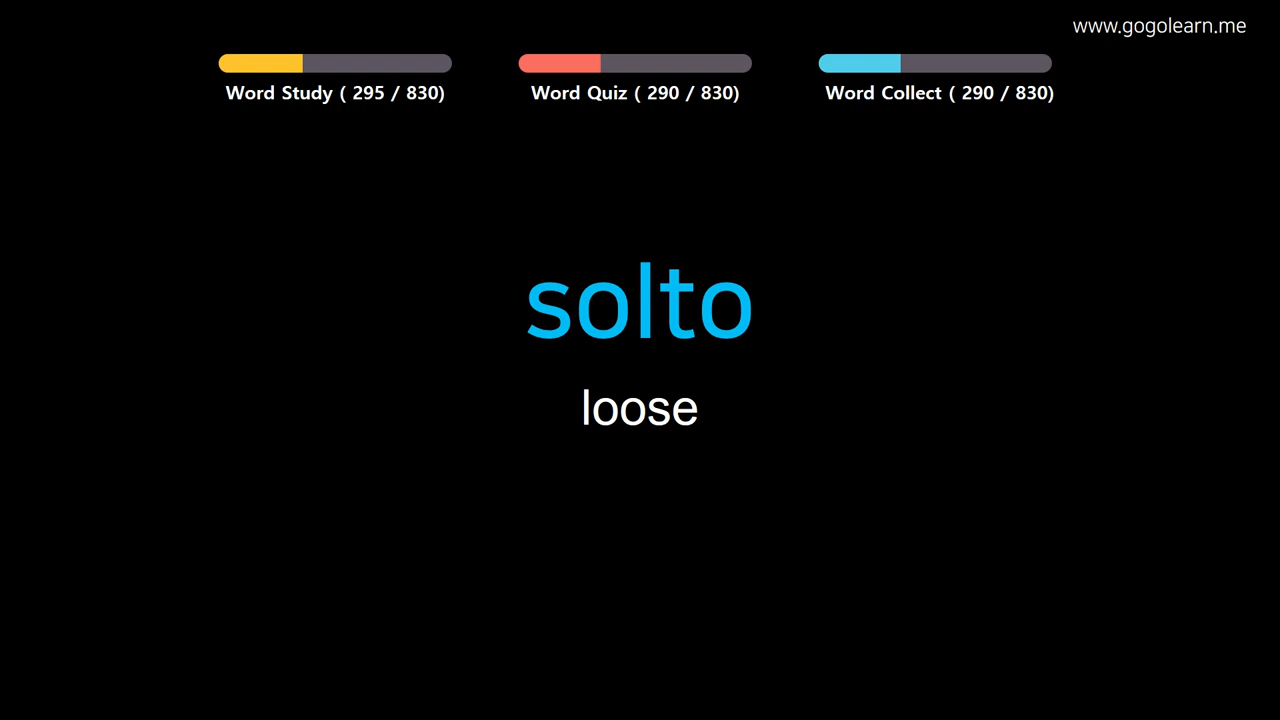 www.gogolearn.me
Word Study ( 295 / 830)
Word Quiz ( 290 / 830)
Word Collect ( 290 / 830)
solto
loose